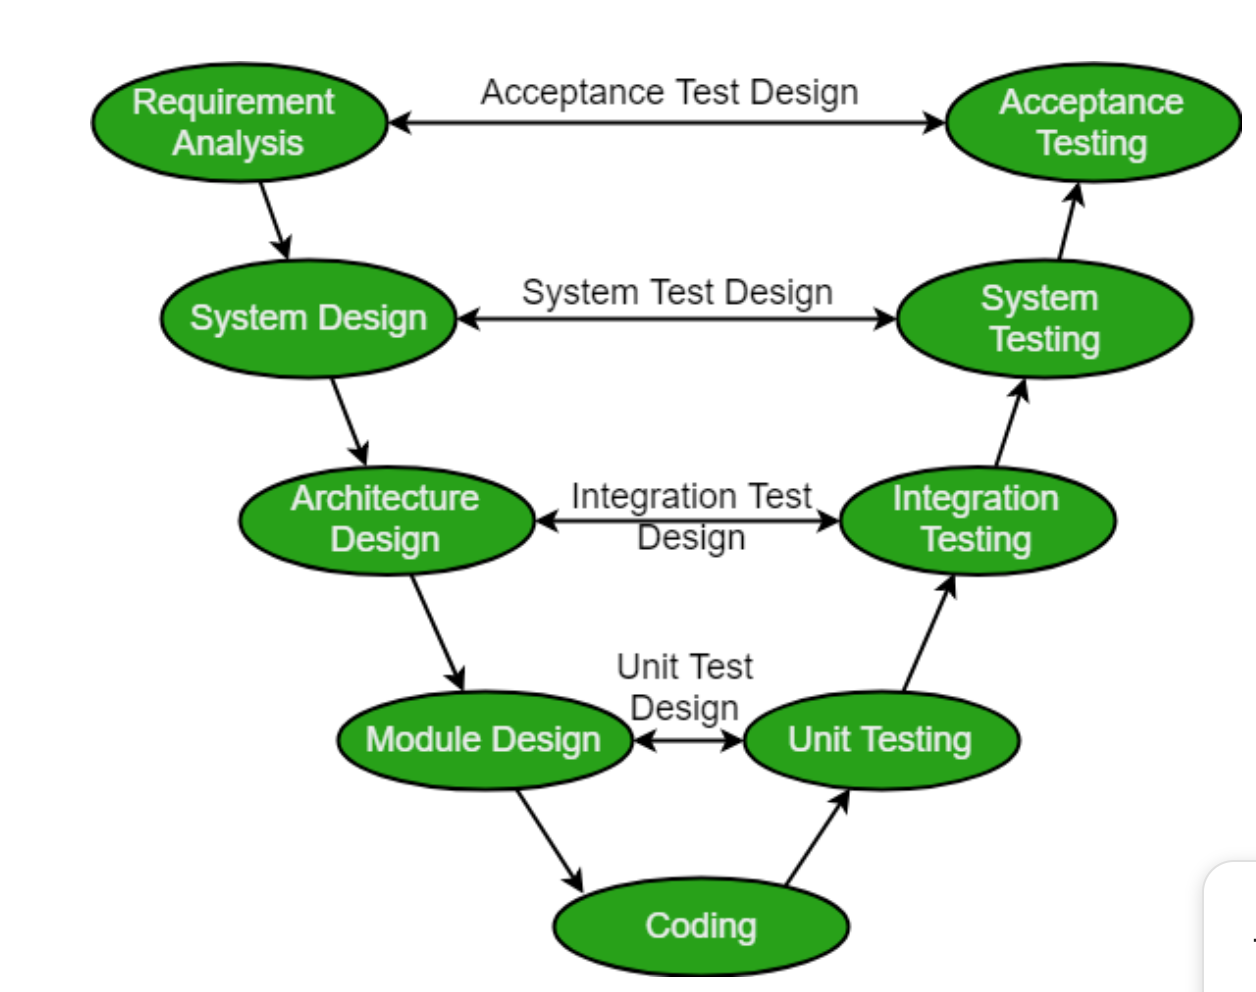 Requirement
Analysis
Acceptance Test Design
Acceptance
Testing
System Design
System Test Design
System
Testing
Architecture
Design
Integration Test
Design
Integration
Testing
Module Design
Unit Test
Design
Unit Testing
Coding